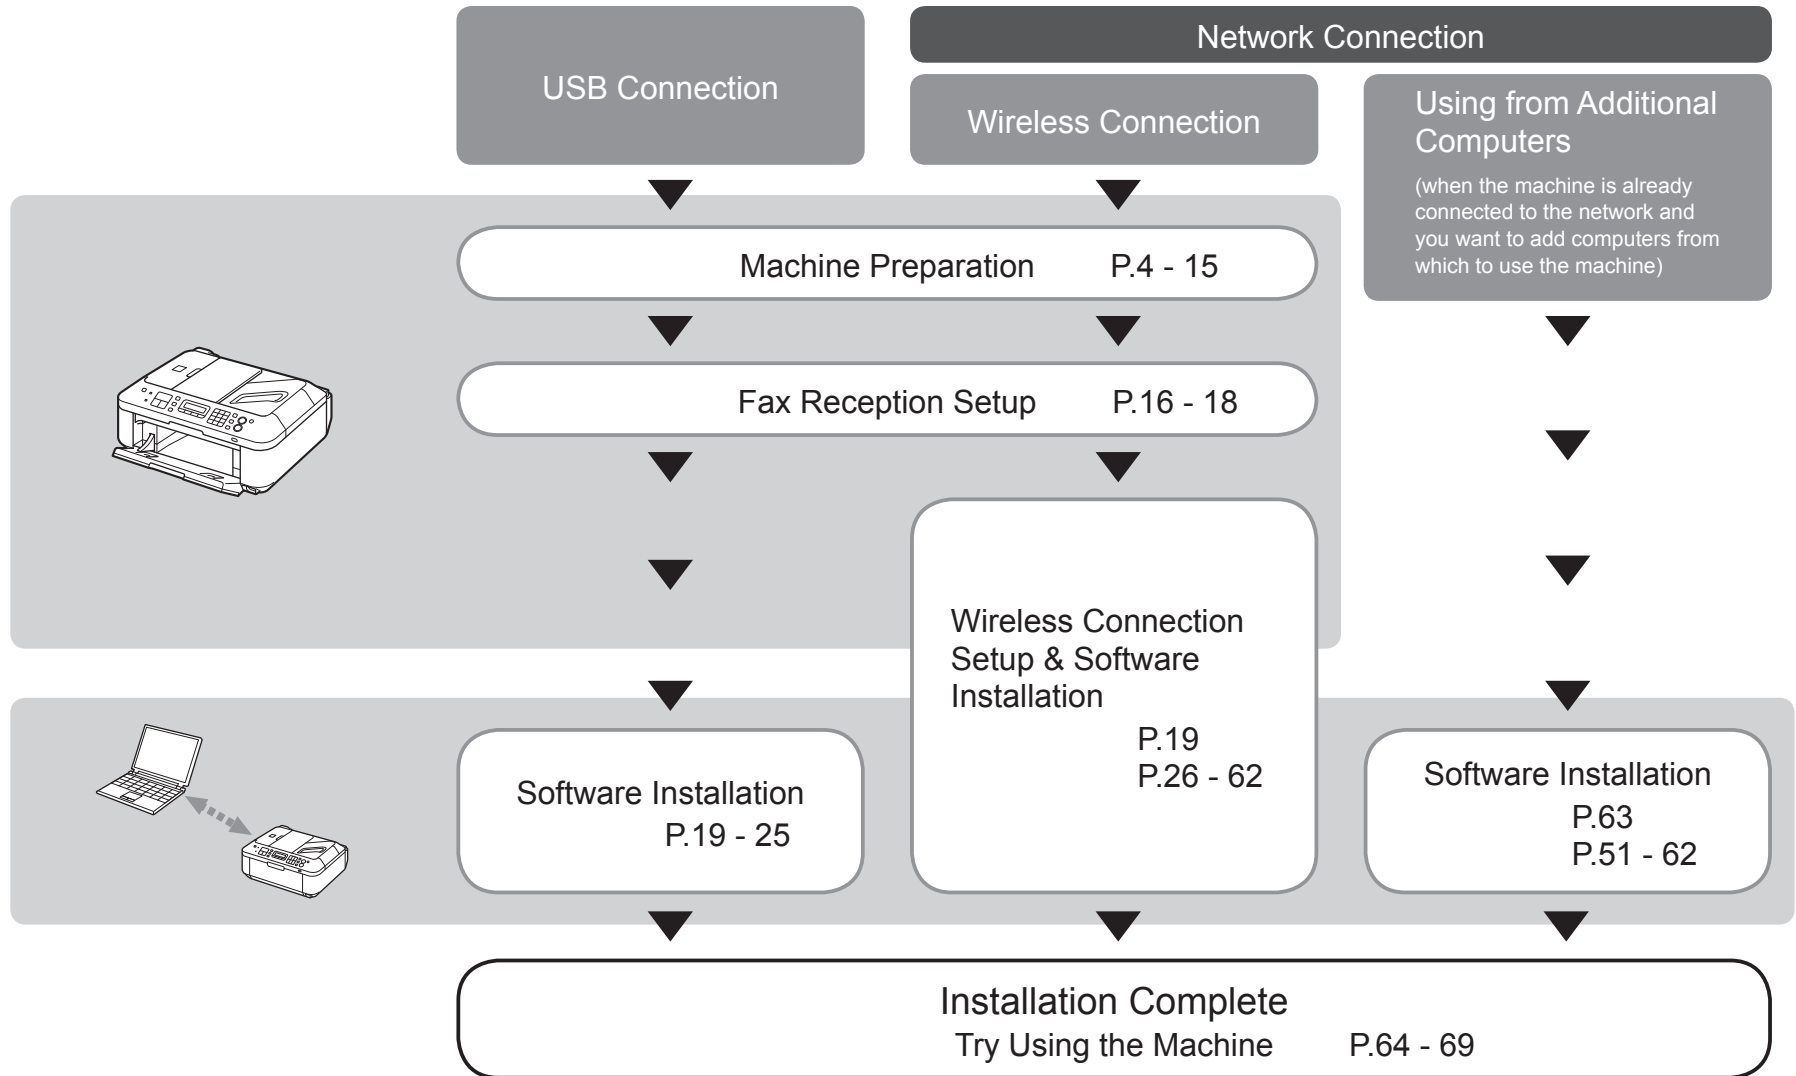 USB Connection
Network Connection
Wireless Connection
Using from Additional
Computers
(when the machine is already
connected to the network and
you want to add computers from
which to use the machine)
Machine Preparation P.4 - 15
Fax Reception Setup P.16 - 18
Wireless Connection
Setup & Software
Installation
P.19
P.26 - 62
Software Installation
P.19 - 25
Software Installation
P.63
P.51 - 62
Installation Complete
Try Using the Machine P.64 - 69